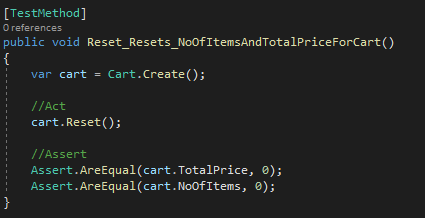 [TestMethod]
0 references
public void Reset_Resets_NoOfItemsAndTotalPriceForCart()
{
    var cart = Cart.Create();

    //Act
    cart.Reset();

    //Assert
    Assert.AreEqual(cart.TotalPrice, 0);
    Assert.AreEqual(cart.NoOfItems, 0);
}